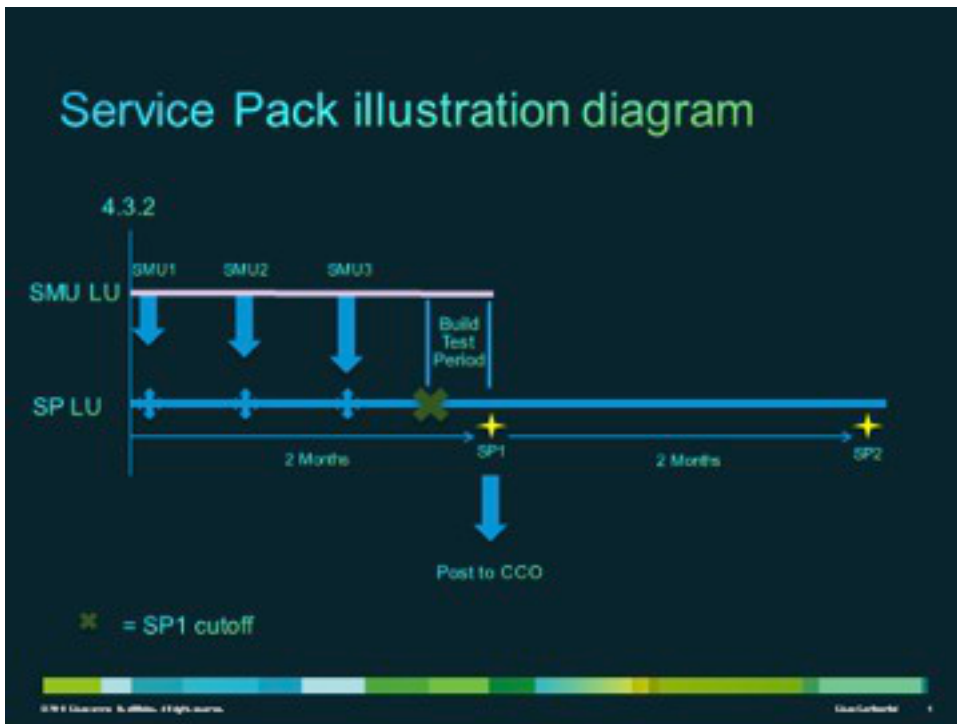 Service Pack illustration diagram
4.3.2
SMU1 SMU2 SMU3
SMU LU
Build
Test
Period
SP LU
SP1
SP2
2 Months
2 Months
Post to CCO
= SP1 cutoff